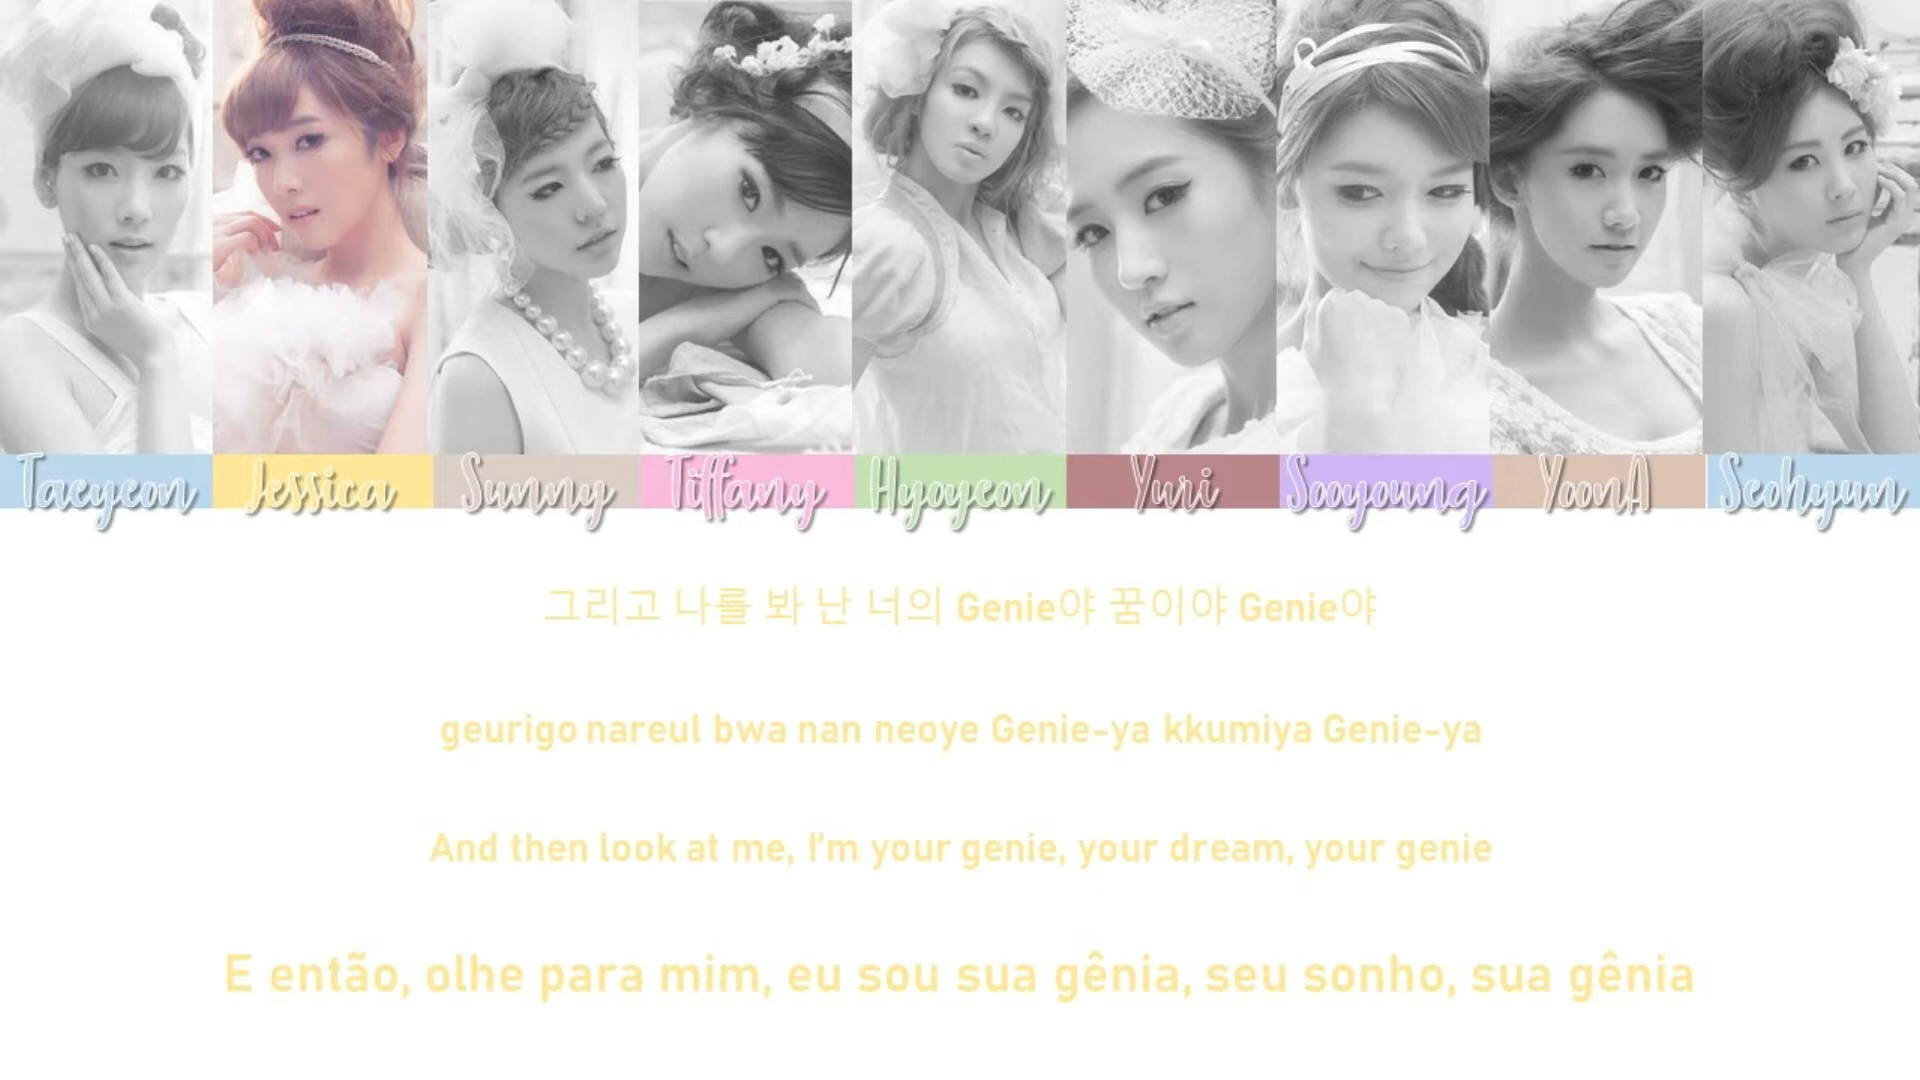 Taeyeon Jessica Sunny Tiffany Hyoyeon Yuri Sooyoung YoonA Seohyun
그리고 나를 봐 난 너의 Genie야 꿈이야 Genie야
geurigo nareul bwa nan neoye Genie-ya kkumiya Genie-ya
And then look at me, I'm your genie, your dream, your genie
E então, olhe para mim, eu sou sua gênia, seu sonho, sua gênia